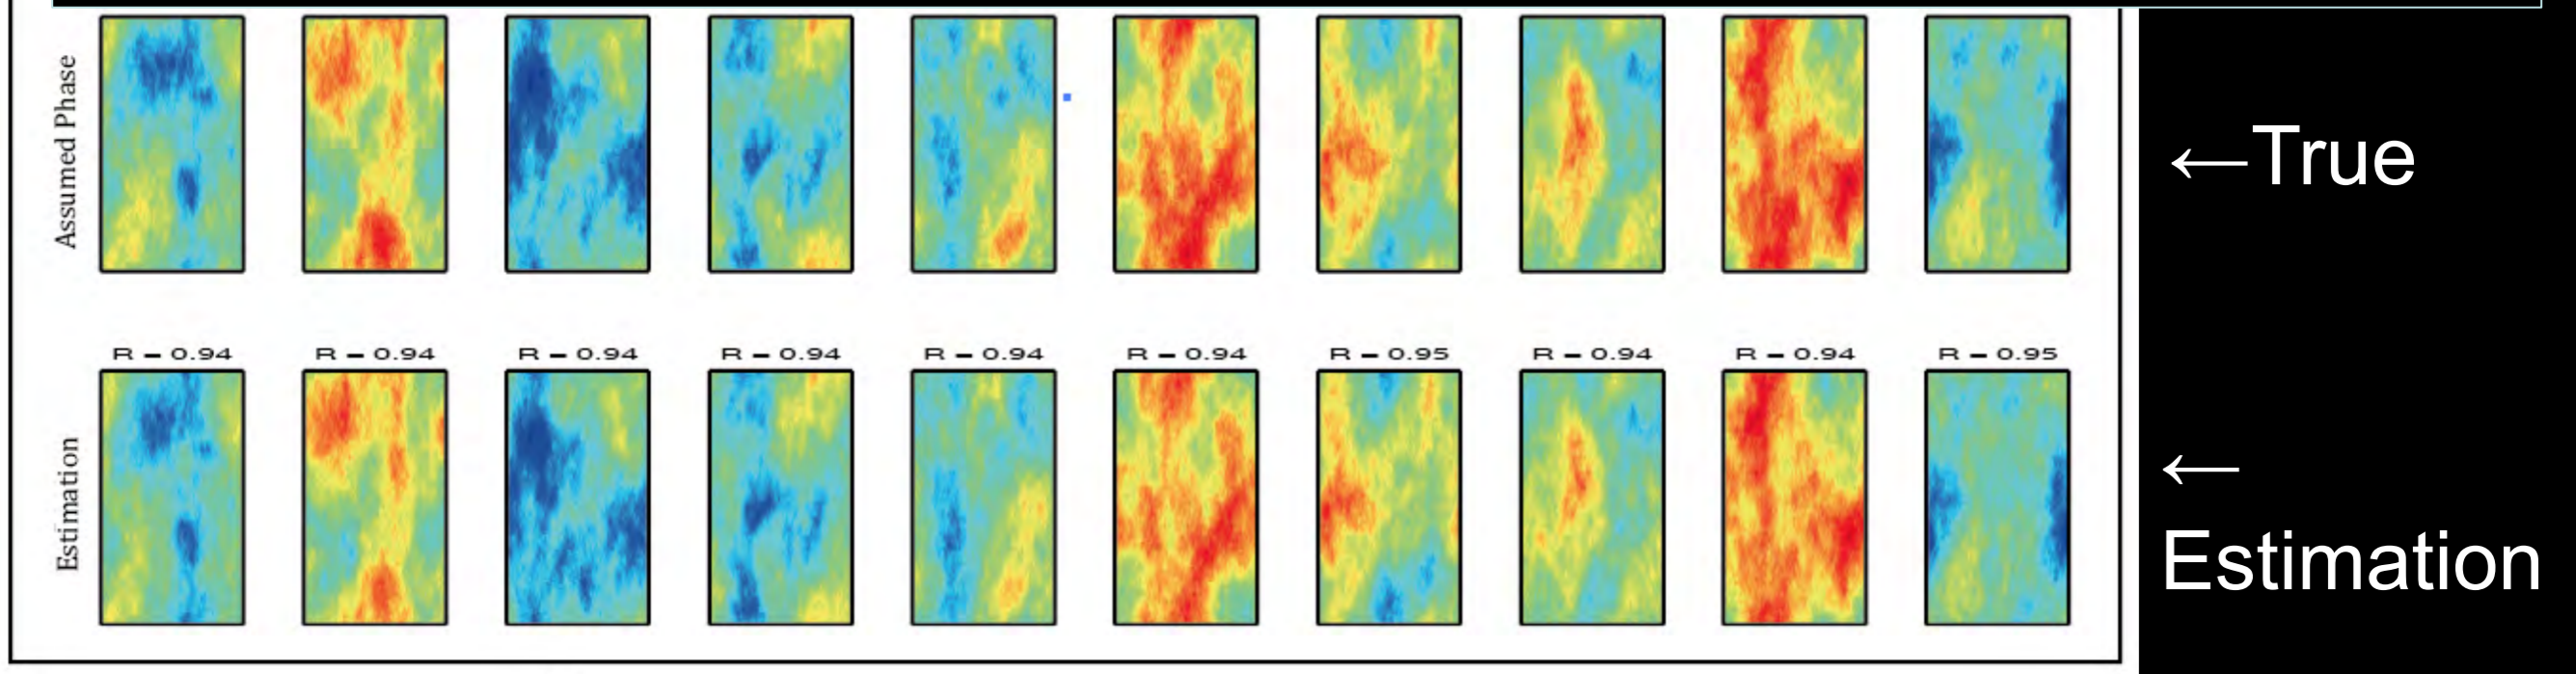 Assumed Phase
←True
R = 0.94 R = 0.94 R = 0.94 R = 0.94 R = 0.94 R = 0.94 R = 0.95 R = 0.94 R = 0.94 R = 0.95
Estimation
←
Estimation